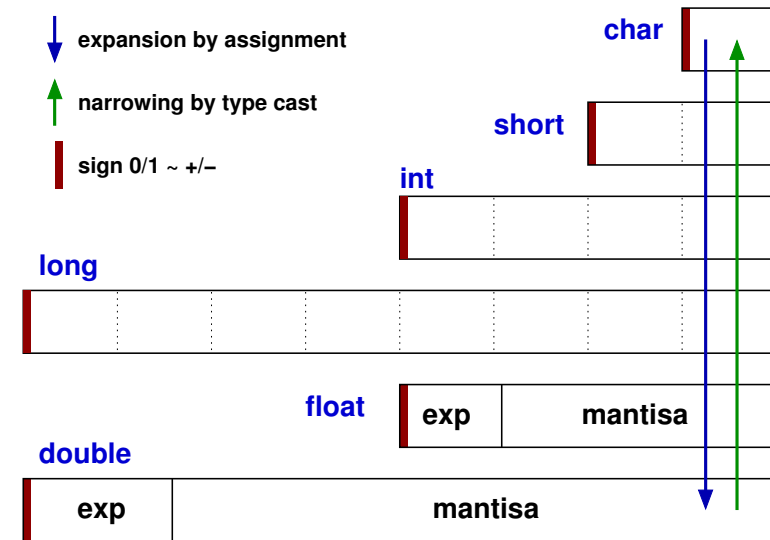 expansion by assignment
char
narrowing by type cast
short
sign 0/1 ~ +/−
int
long
float
exp
mantisa
double
exp
mantisa